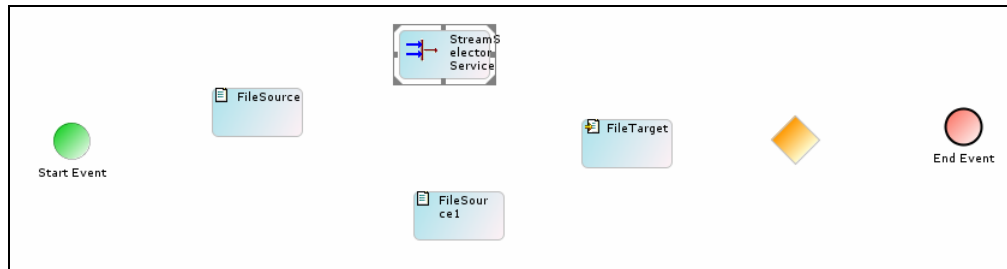 StreamS
elector
Service
FileSource
FileTarget
Start Event
End Event
FileSour
ce1